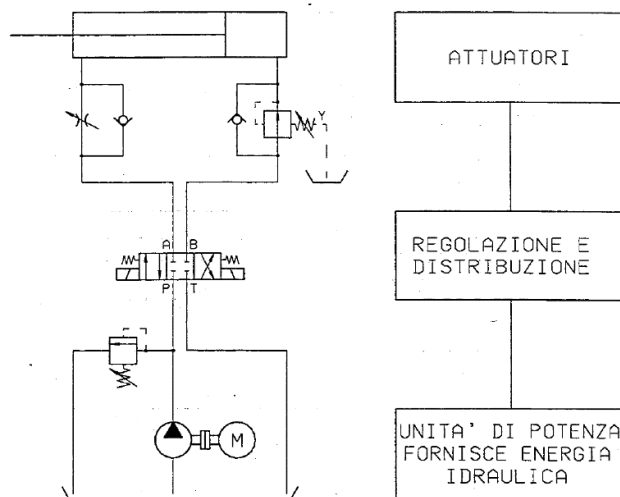 ATTUATORI
Y
A B
REGOLAZIONE E
DISTRIBUZIONE
P T
M
UNITA' DI POTENZA
FORNISCE ENERGIA
IDRAULICA